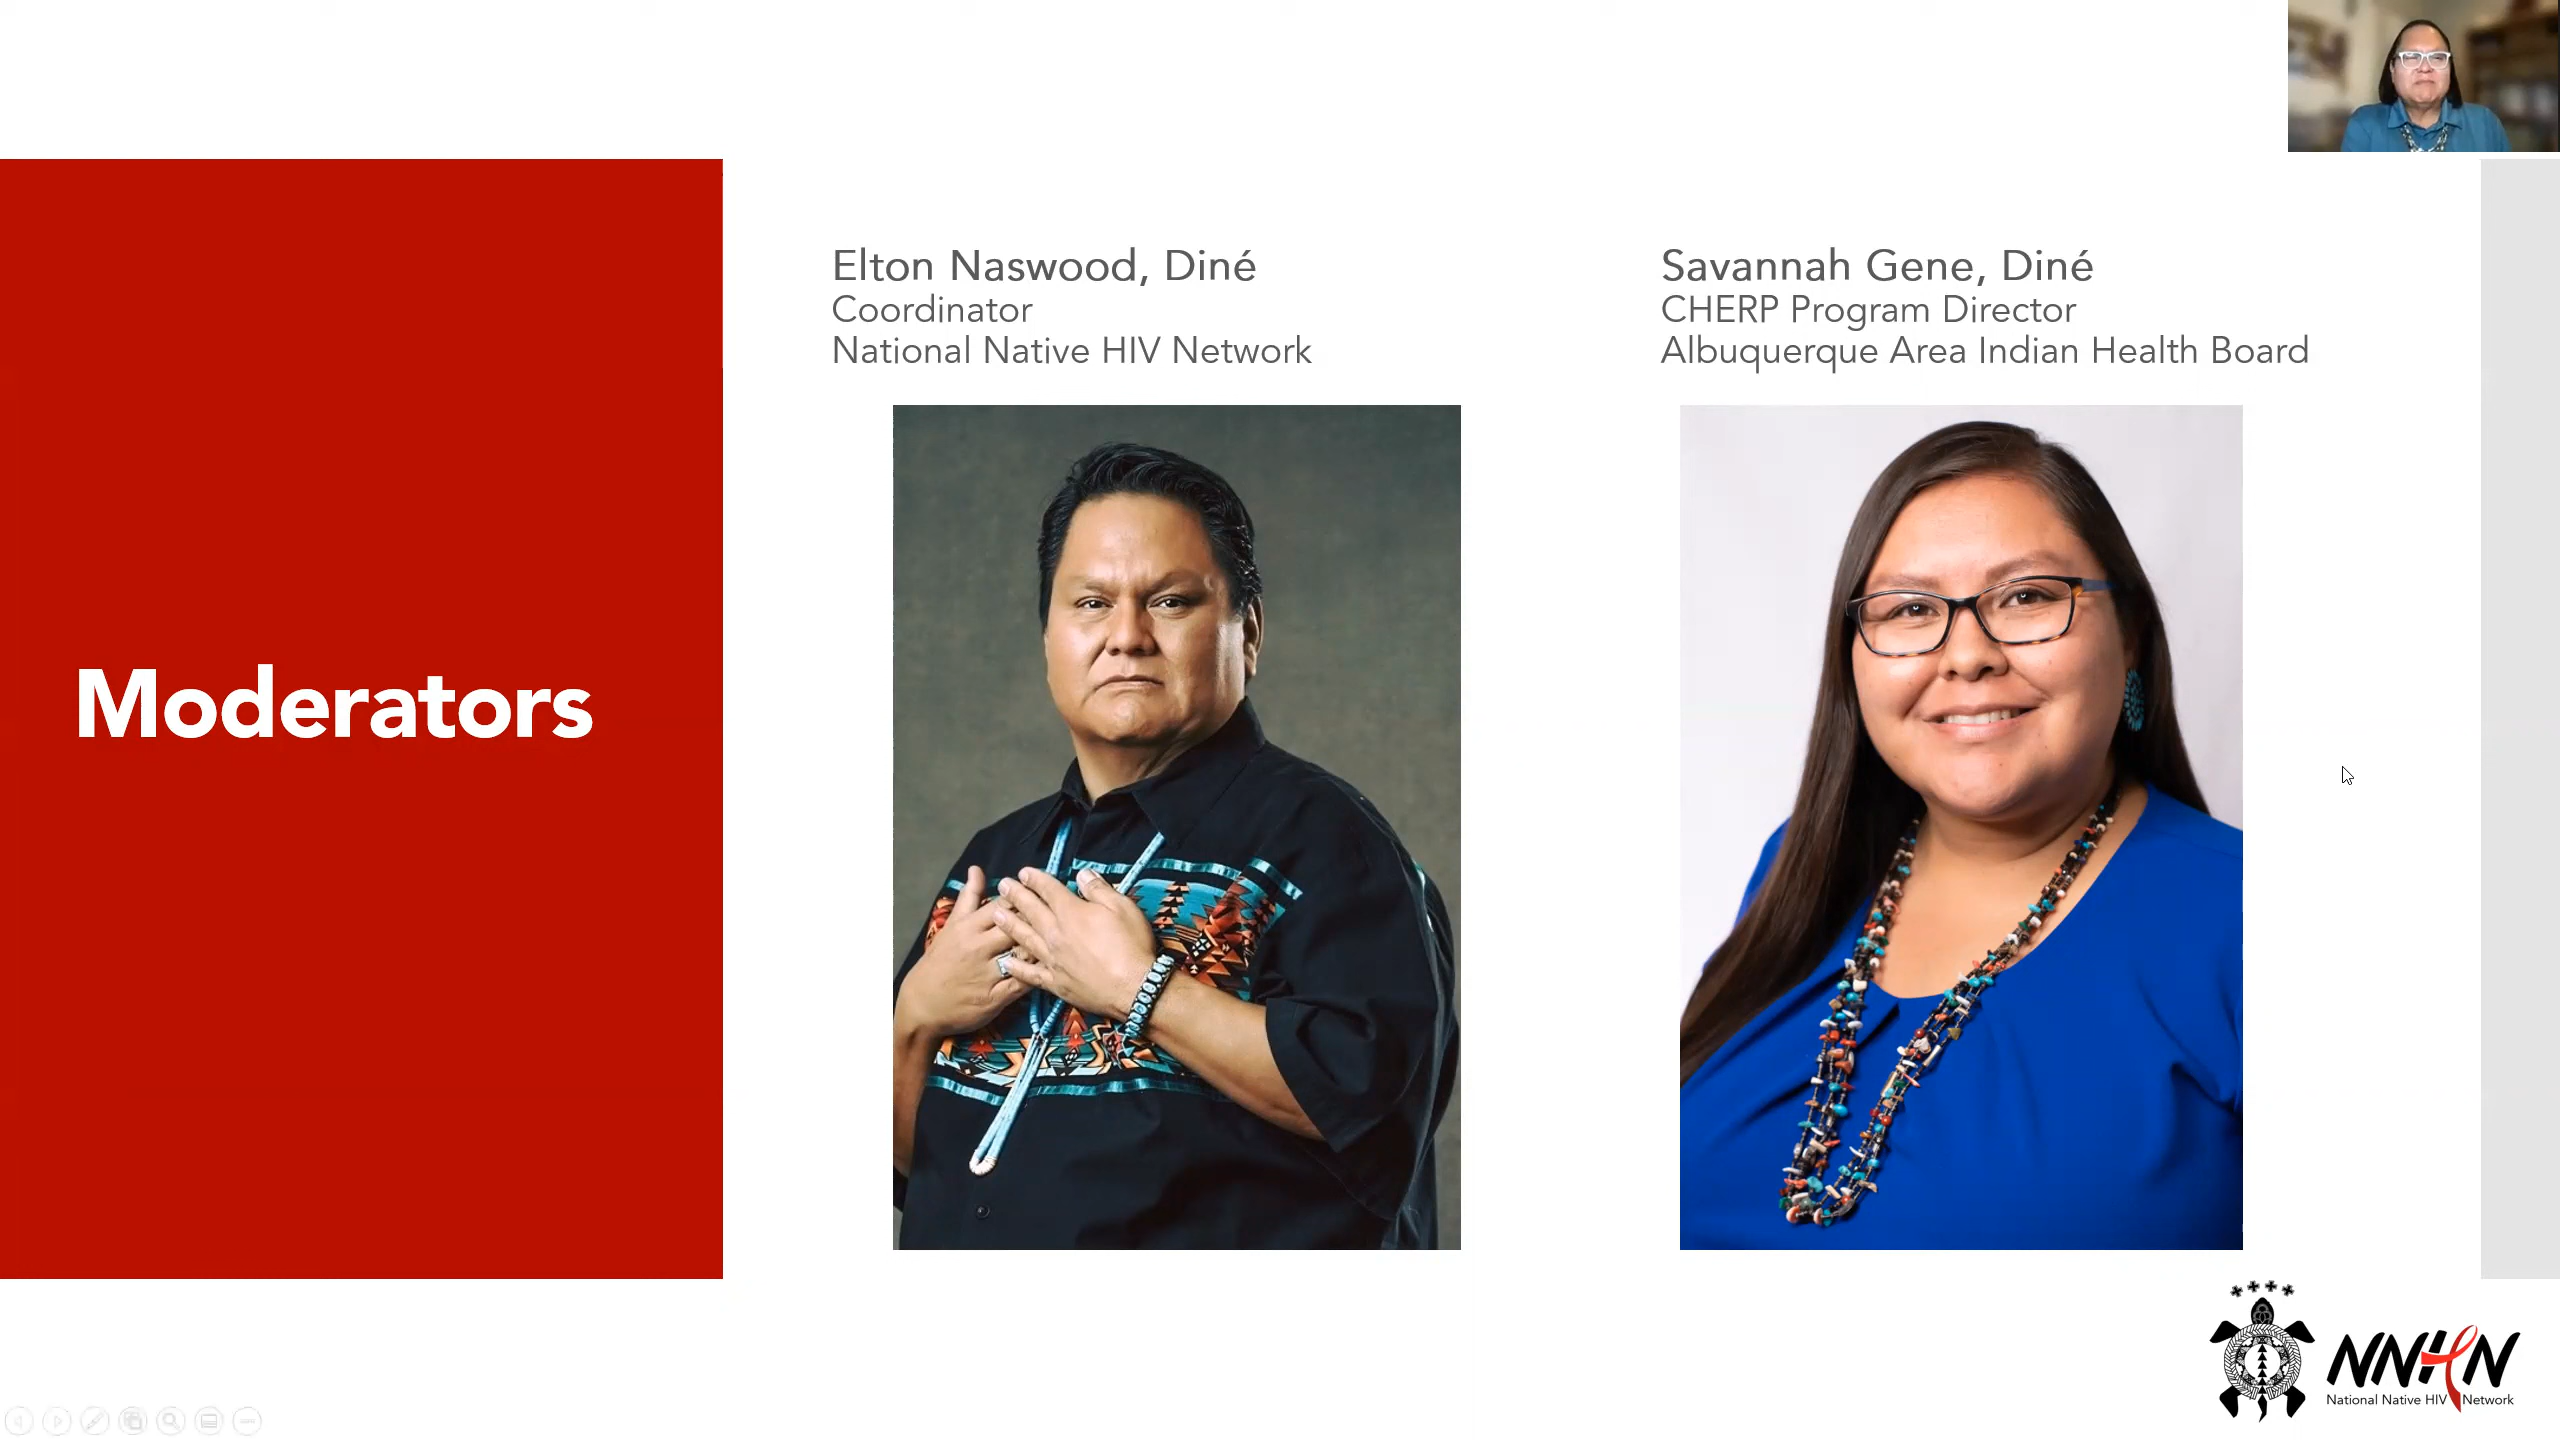 Moderators
Elton Naswood, Diné
Coordinator
National Native HIV Network
Savannah Gene, Diné
CHERP Program Director
Albuquerque Area Indian Health Board
NNHN
National Native HIV Network